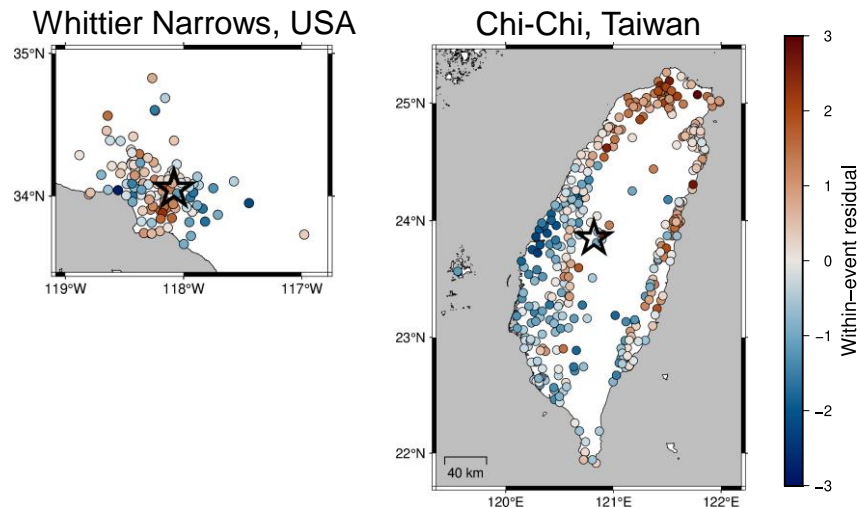 Whittier Narrows, USA
35°N
34°N
119°W
118°W
117°W
Chi-Chi, Taiwan
25°N
24°N
23°N
22°N
40 km
120°E
121°E
122°E
3
2
1
0
−1
−2
−3
Within−event residual